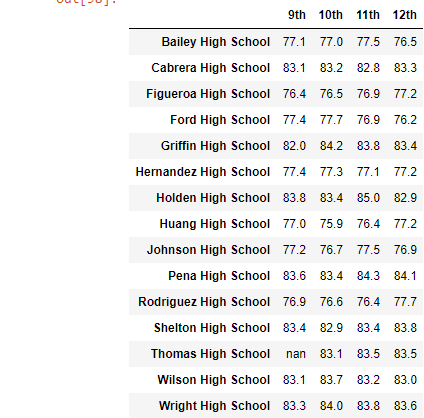 9th 10th 11th 12th
Bailey High School 77.1 77.0 77.5 76.5
Cabrera High School 83.1 83.2 82.8 83.3
Figueroa High School 76.4 76.5 76.9 77.2
Ford High School 77.4 77.7 76.9 76.2
Griffin High School 82.0 84.2 83.8 83.4
Hernandez High School 77.4 77.3 77.1 77.2
Holden High School 83.8 83.4 85.0 82.9
Huang High School 77.0 75.9 76.4 77.2
Johnson High School 77.2 76.7 77.5 76.9
Pena High School 83.6 83.4 84.3 84.1
Rodriguez High School 76.9 76.6 76.4 77.7
Shelton High School 83.4 82.9 83.4 83.8
Thomas High School nan 83.1 83.5 83.5
Wilson High School 83.1 83.7 83.2 83.0
Wright High School 83.3 84.0 83.8 83.6